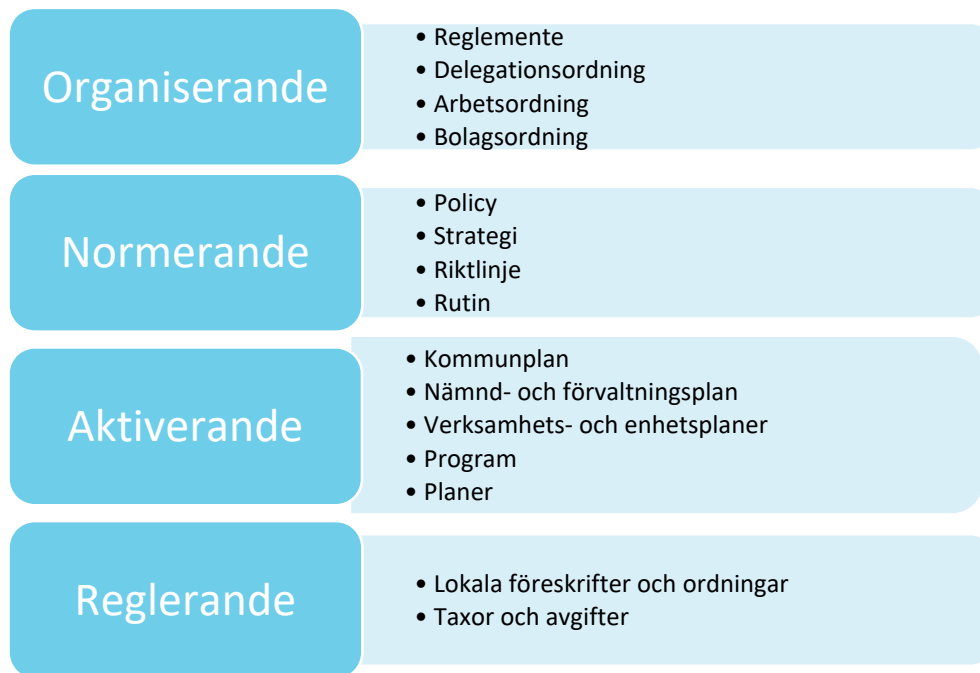 Organiserande
• Reglemente
• Delegationsordning
• Arbetsordning
• Bolagsordning
Normerande
• Policy
• Strategi
• Riktlinje
• Rutin
Aktiverande
• Kommunplan
• Nämnd- och förvaltningsplan
• Verksamhets- och enhetsplaner
• Program
• Planer
Reglerande
• Lokala föreskrifter och ordningar
• Taxor och avgifter